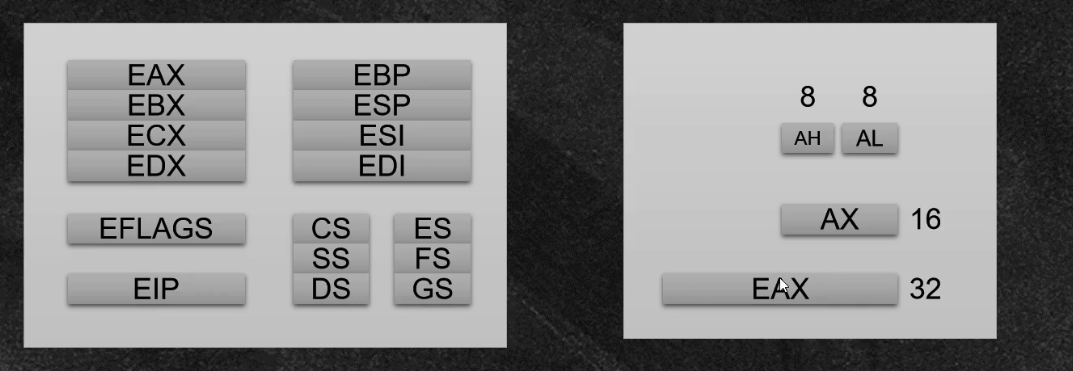 EAX
EBX
ECX
EDX
EBP
ESP
ESI
EDI
EFLAGS
EIP
CS
SS
DS
ES
FS
GS
8 8
AH AL
AX 16
EAX 32